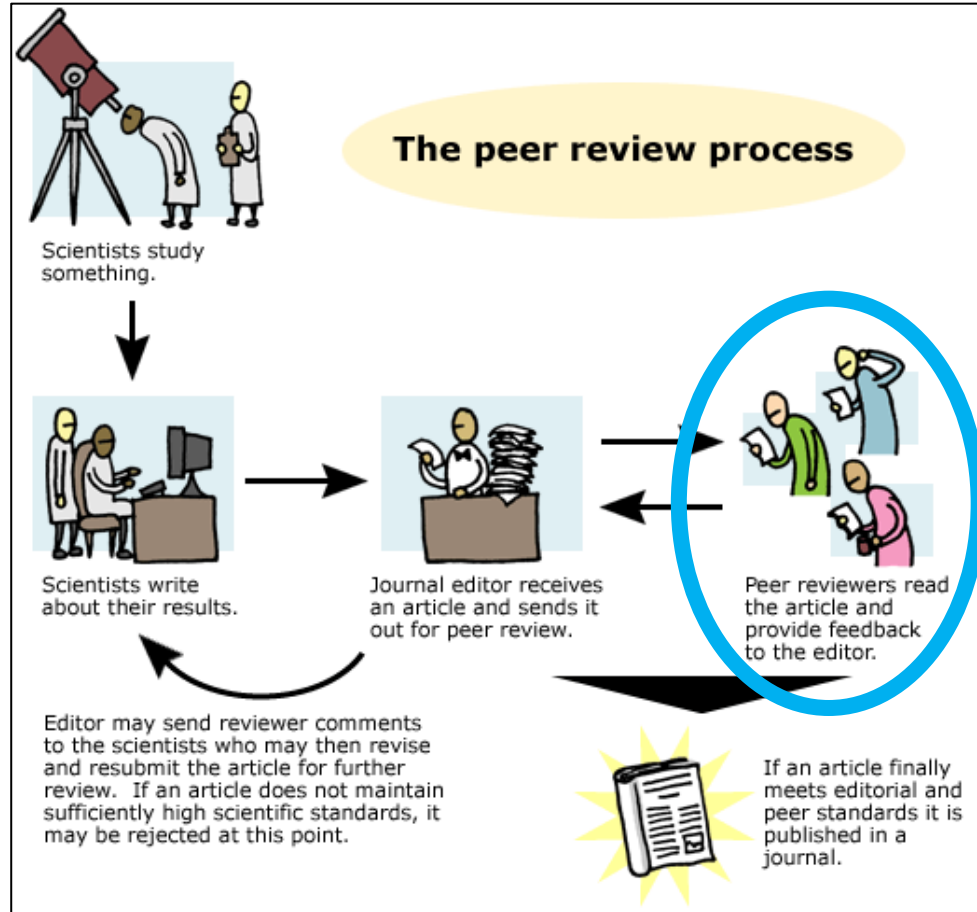 The peer review process
Scientists study
something.
Scientists write
about their results.
Journal editor receives
an article and sends it
out for peer review.
Peer reviewers read
the article and
provide feedback
to the editor.
Editor may send reviewer comments
to the scientists who may then revise
and resubmit the article for further
review.  If an article does not maintain
sufficiently high scientific standards, it
may be rejected at this point.
If an article finally
meets editorial and
peer standards it is
published in a
journal.